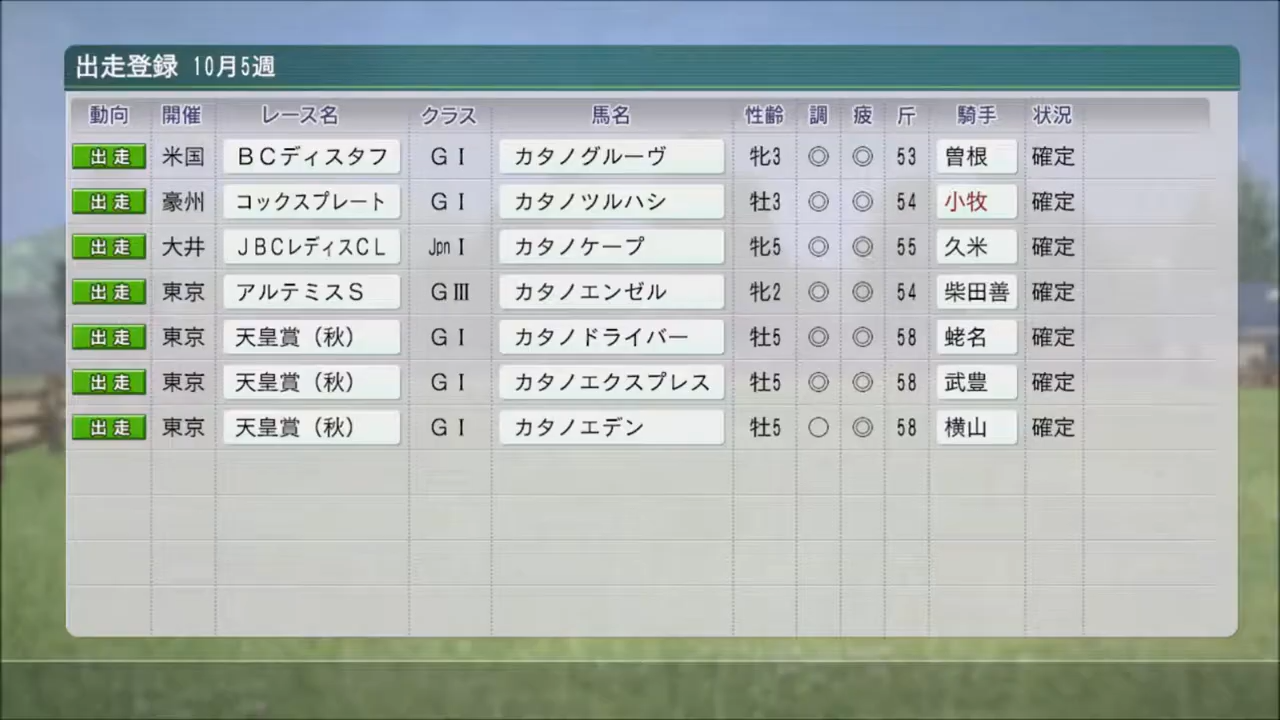 出走登録 10月5週
動向 開催 レース名 クラス 馬名 性齢 調 疲 斤 騎手 状況
出走 米国 ＢＣディスタフ ＧⅠ カタノグルーヴ 牝3 ◎ ◎ 53 曽根 確定
出走 豪州 コックスプレート ＧⅠ カタノツルハシ 牡3 ◎ ◎ 54 小牧 確定
出走 大井 ＪＢＣレディスＣＬ JpnⅠ カタノケープ 牝5 ◎ ◎ 55 久米 確定
出走 東京 アルテミスＳ ＧⅢ カタノエンゼル 牝2 ◎ ◎ 54 柴田善 確定
出走 東京 天皇賞（秋） ＧⅠ カタノドライバー 牡5 ◎ ◎ 58 蛯名 確定
出走 東京 天皇賞（秋） ＧⅠ カタノエクスプレス 牡5 ◎ ◎ 58 武豊 確定
出走 東京 天皇賞（秋） ＧⅠ カタノエデン 牡5 ○ ◎ 58 横山 確定